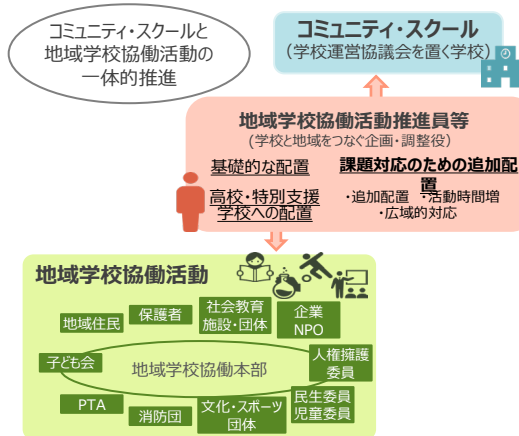 コミュニティ・スクールと
地域学校協働活動の
一体的推進
コミュニティ・スクール
(学校運営協議会を置く学校)
地域学校協働活動推進員等
(学校と地域をつなぐ企画・調整役)
基礎的な配置
高校・特別支援
学校への配置
課題対応のための追加配
置
・追加配置 ・活動時間増
・広域的対応
地域学校協働活動
地域住民
保護者
社会教育
施設・団体
企業
NPO
子ども会
地域学校協働本部
人権擁護
委員
PTA
消防団
文化・スポーツ
団体
民生委員
児童委員